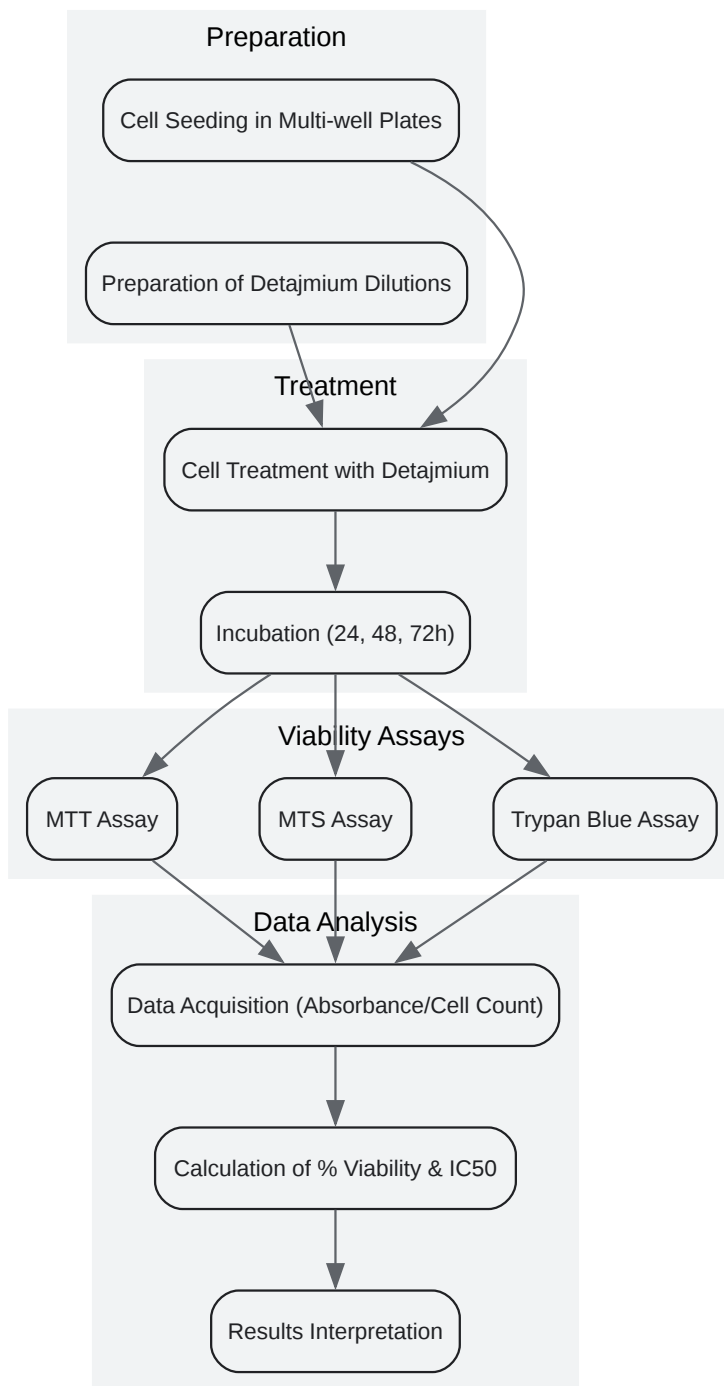 Preparation
Cell Seeding in Multi-well Plates
Preparation of Detajmium Dilutions
Treatment
Cell Treatment with Detajmium
Incubation (24, 48, 72h)
Viability Assays
MTT Assay
MTS Assay
Trypan Blue Assay
Data Analysis
Data Acquisition (Absorbance/Cell Count)
Calculation of % Viability & IC50
Results Interpretation